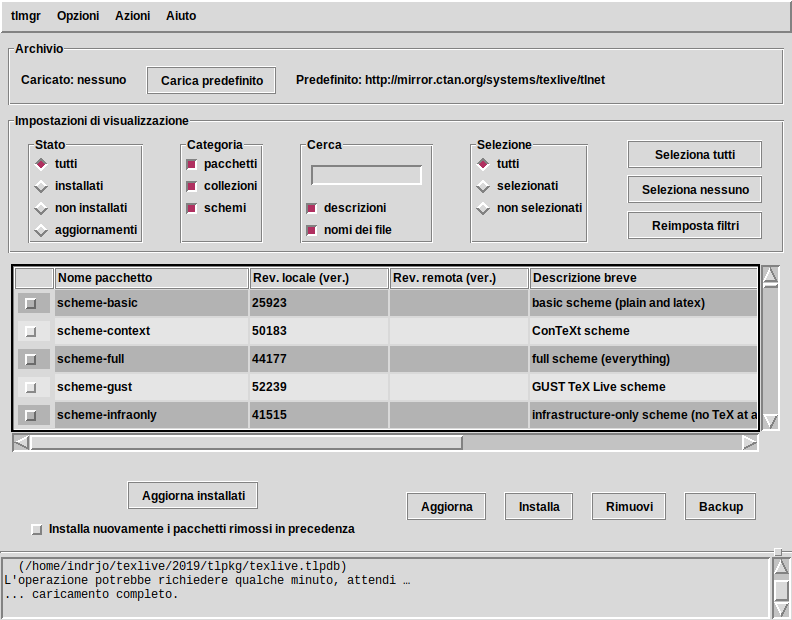 tlmgr Opzioni Azioni Aiuto
Archivio
Caricato: nessuno Carica predefinito Predefinito: http://mirror.ctan.org/systems/texlive/tlnet
Impostazioni di visualizzazione
Stato Categoria Cerca Selezione
tutti pacchetti tutti Seleziona tutti
installati collezioni selezionati Seleziona nessuno
non installati schemi descrizioni non selezionati
aggiornamenti nomi dei file Reimposta filtri
Nome pacchetto Rev. locale (ver.) Rev. remota (ver.) Descrizione breve
scheme-basic 25923 basic scheme (plain and latex)
scheme-context 50183 ConTeXt scheme
scheme-full 44177 full scheme (everything)
scheme-gust 52239 GUST TeX Live scheme
scheme-infraonly 41515 infrastructure-only scheme (no TeX at a
Aggiorna installati Aggiorna Installa Rimuovi Backup
Installa nuovamente i pacchetti rimossi in precedenza
(/home/indrjo/texlive/2019/tlpkg/texlive.tlpdb)
L'operazione potrebbe richiedere qualche minuto, attendi …
... caricamento completo.